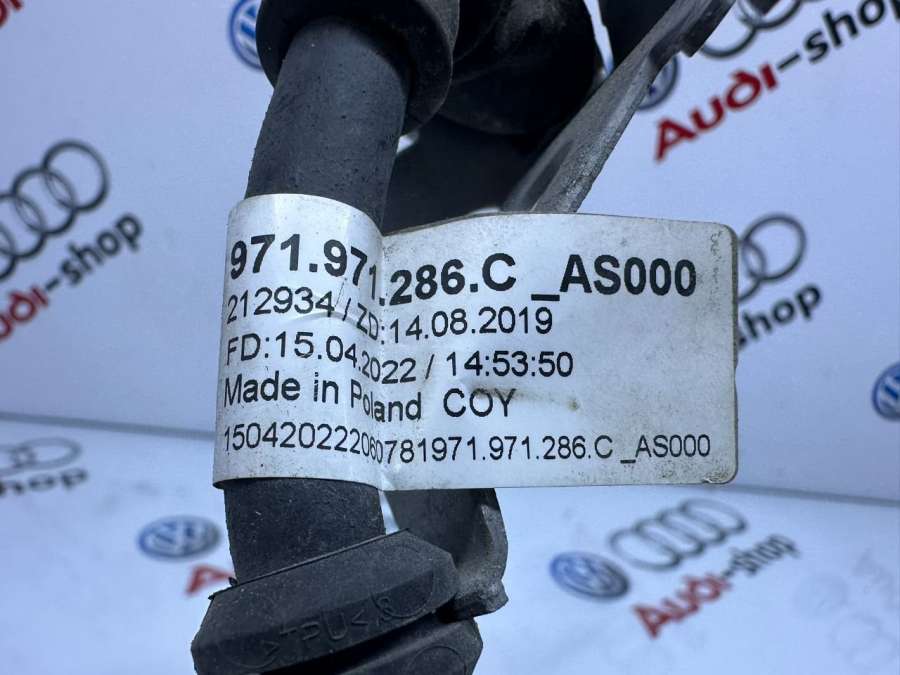 971.971.286.C _AS000
212934 / ZD:14.08.2019
FD:15.04.2022 / 14:53:50
Made in Poland COY
150420222060781971.971.286.C _AS000
>TPU<
Audi-shop
Audi-shop
Audi-shop
Audi-shop